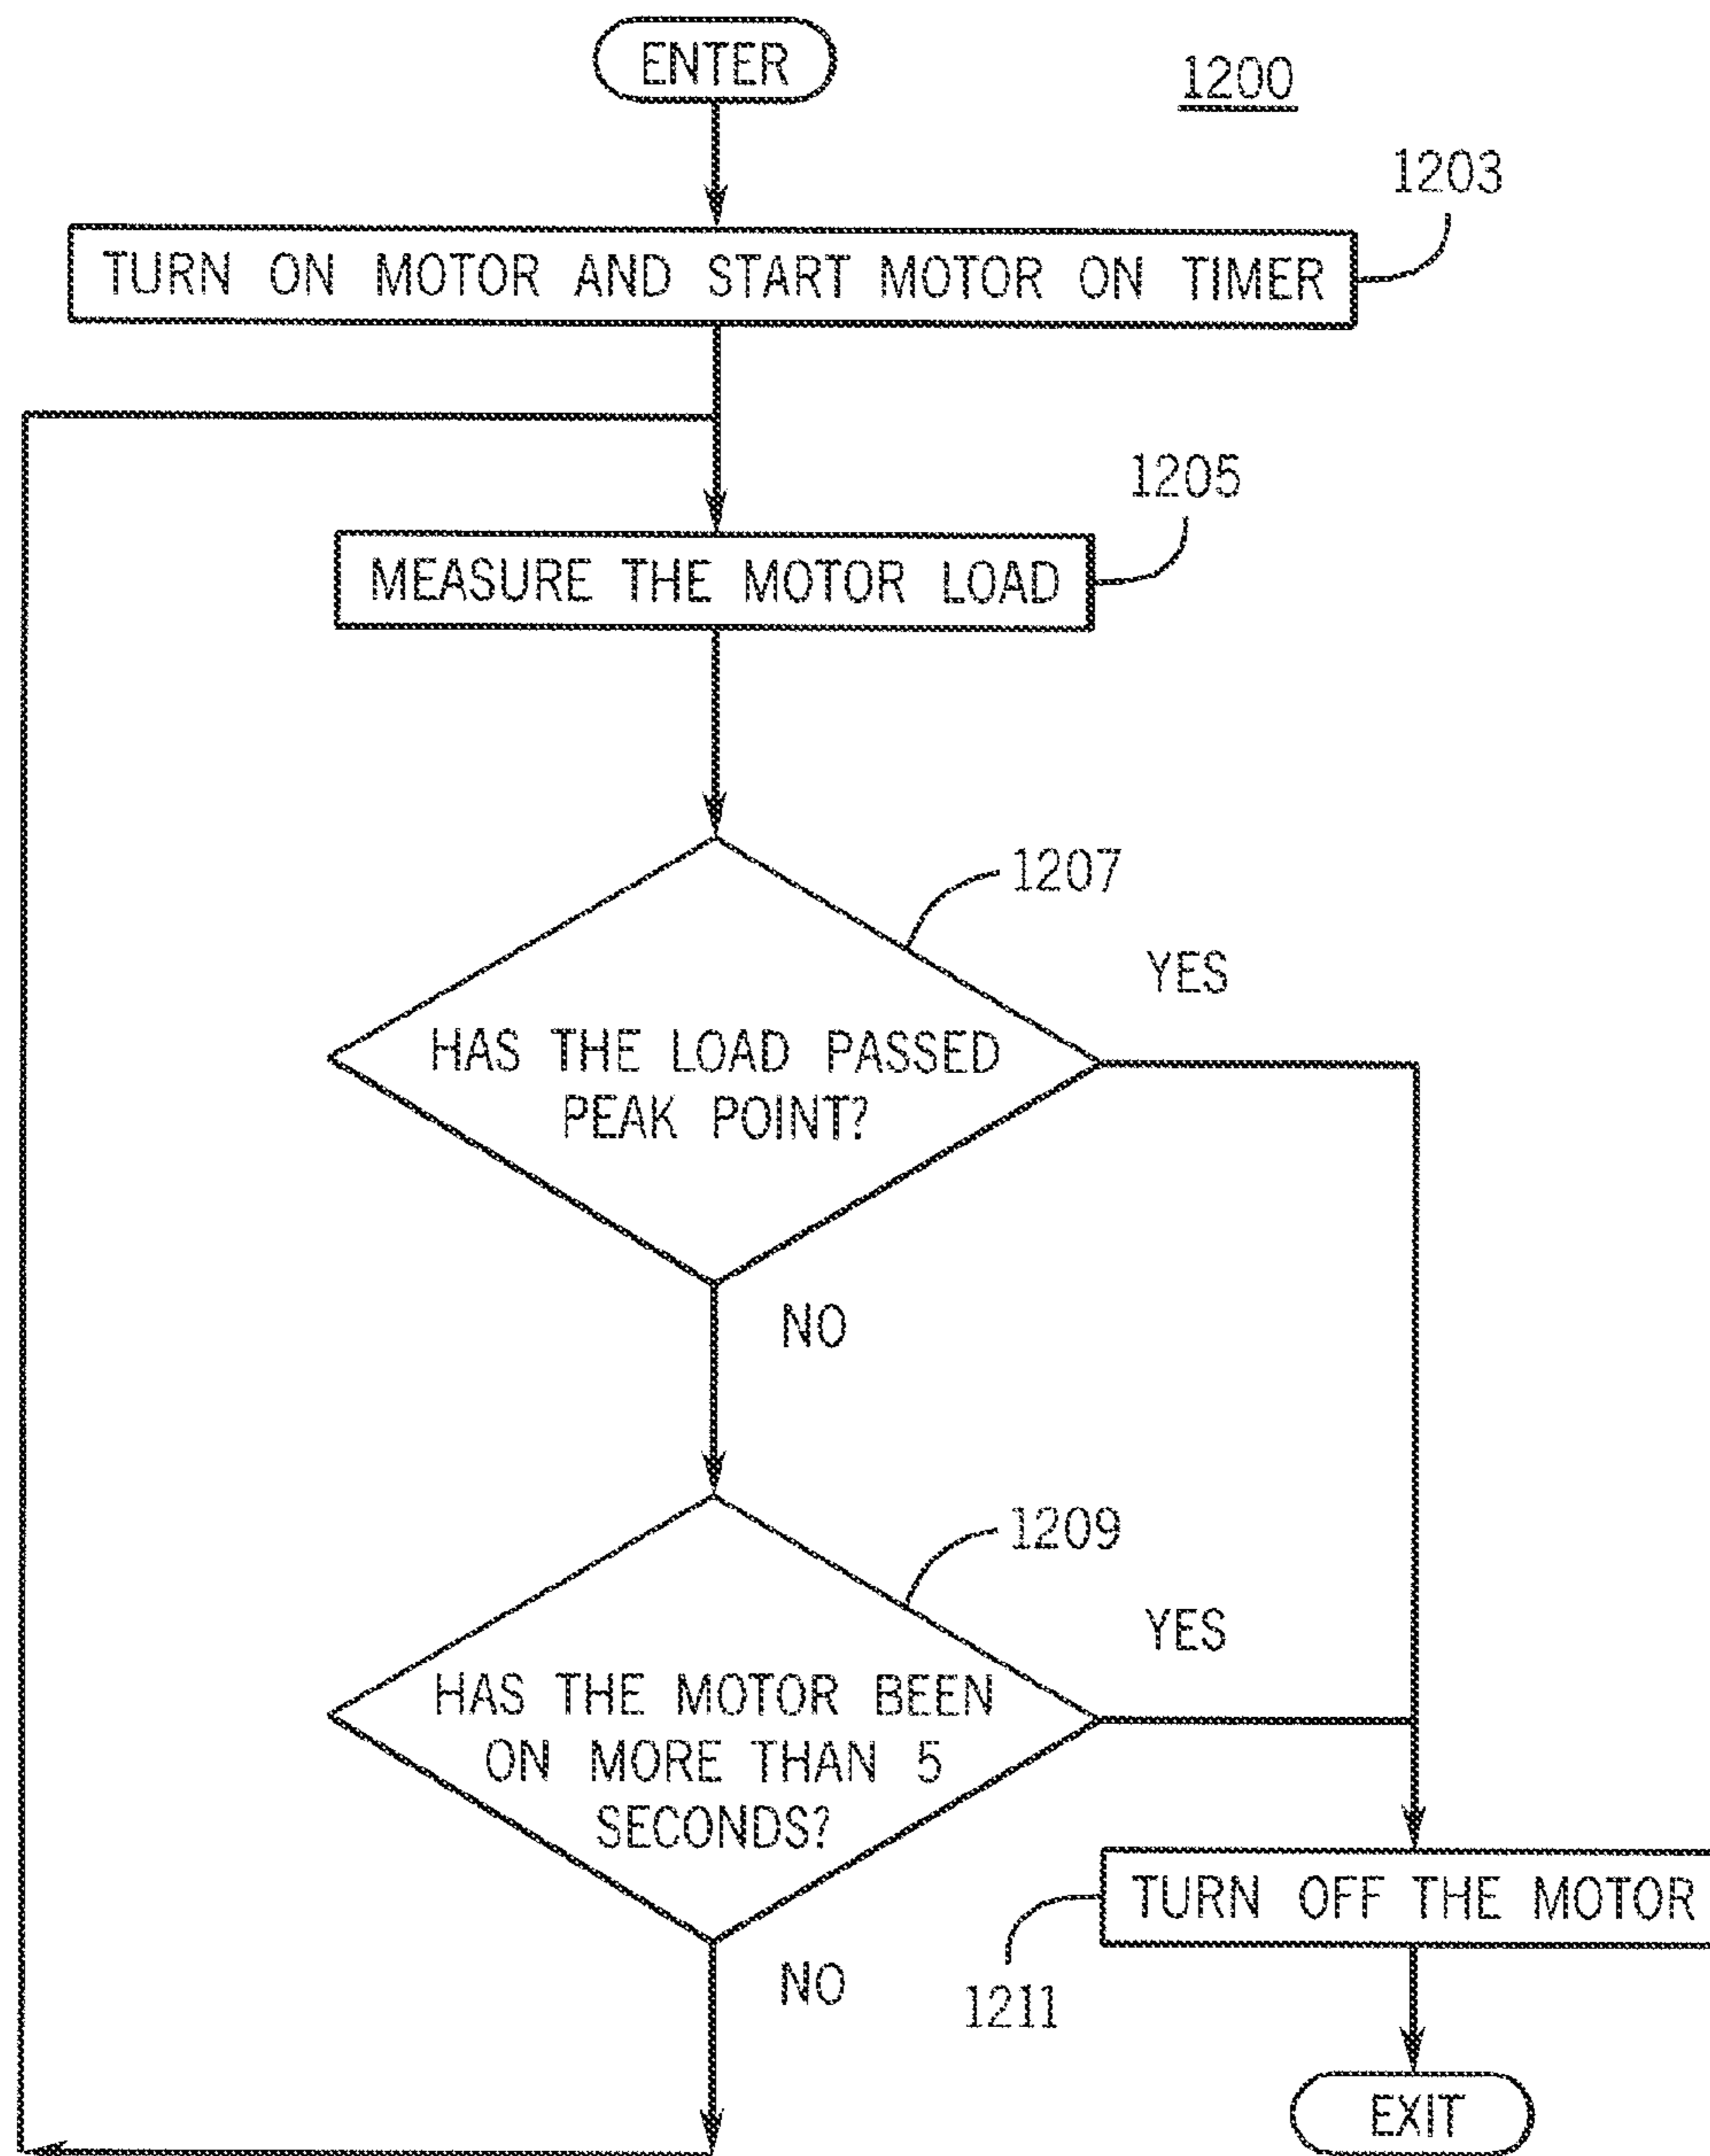 ENTER
1200
1203
TURN ON MOTOR AND START MOTOR ON TIMER
1205
MEASURE THE MOTOR LOAD
1207
YES
HAS THE LOAD PASSED
PEAK POINT?
NO
1209
YES
HAS THE MOTOR BEEN
ON MORE THAN 5
SECONDS?
TURN OFF THE MOTOR
NO
1211
EXIT